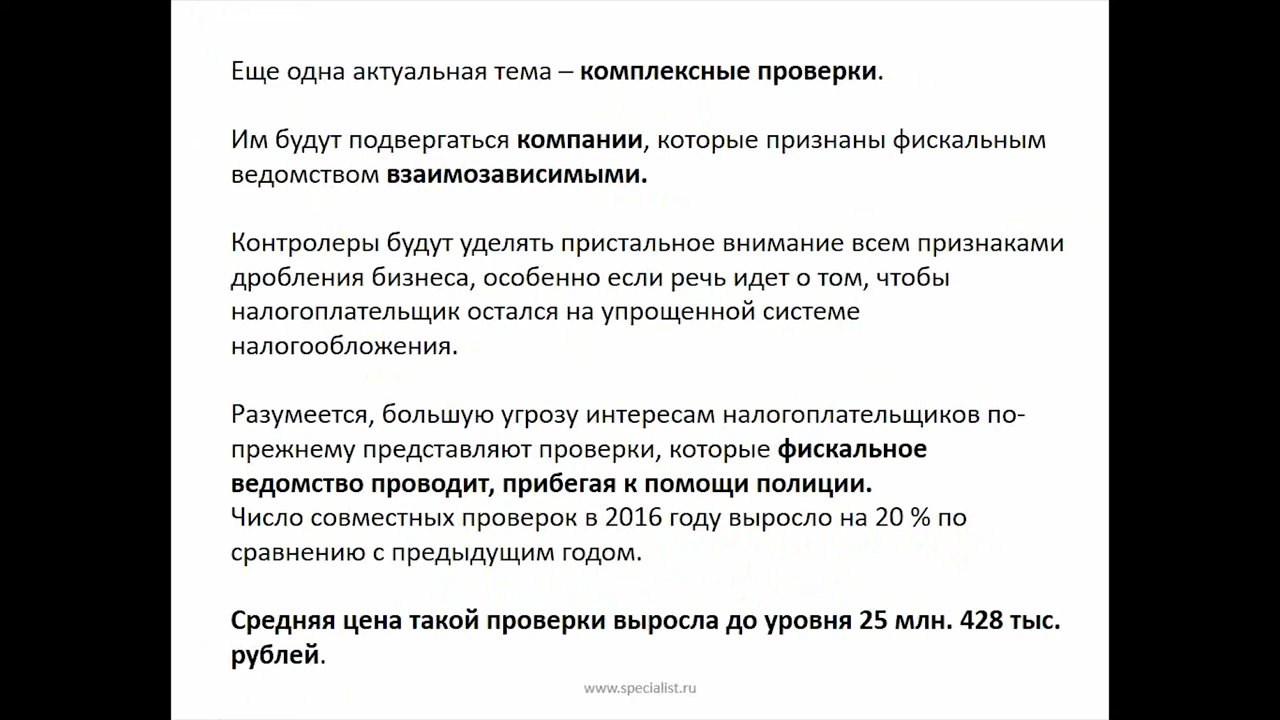 Еще одна актуальная тема – комплексные проверки.
Им будут подвергаться компании, которые признаны фискальным
ведомством взаимозависимыми.
Контролеры будут уделять пристальное внимание всем признаками
дробления бизнеса, особенно если речь идет о том, чтобы
налогоплательщик остался на упрощенной системе
налогообложения.
Разумеется, большую угрозу интересам налогоплательщиков по-
прежнему представляют проверки, которые фискальное
ведомство проводит, прибегая к помощи полиции.
Число совместных проверок в 2016 году выросло на 20 % по
сравнению с предыдущим годом.
Средняя цена такой проверки выросла до уровня 25 млн. 428 тыс.
рублей.
www.specialist.ru